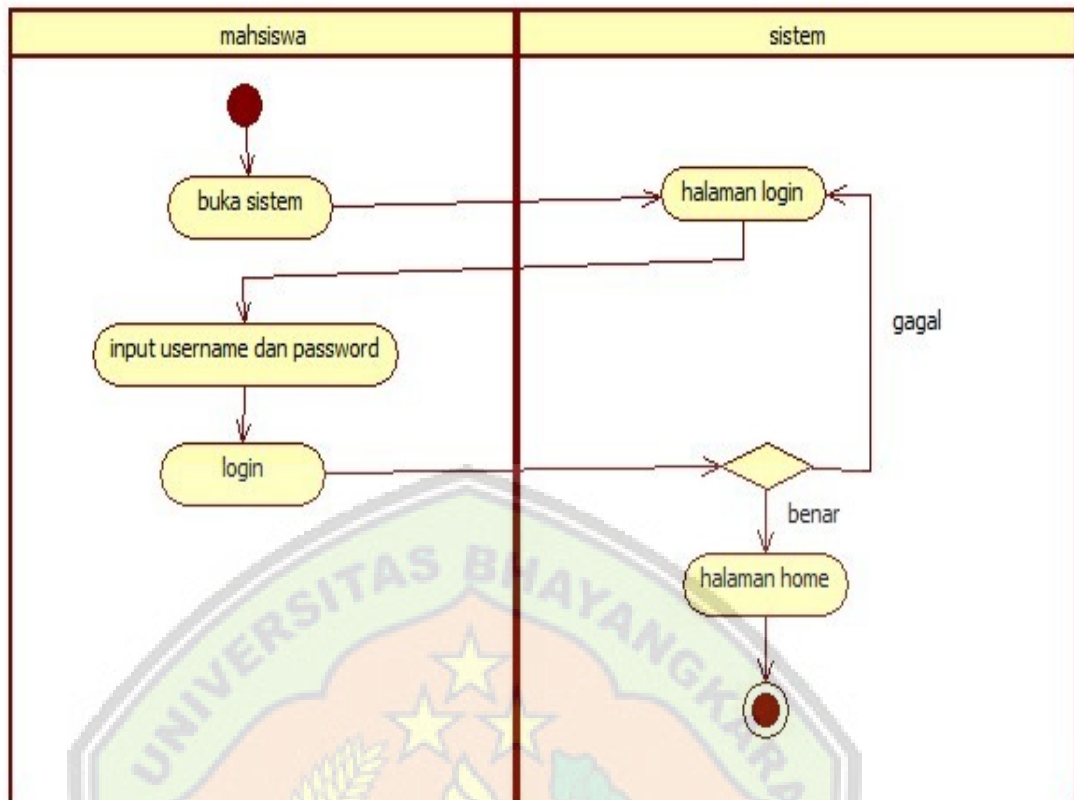 mahsiswa
sistem
buka sistem
halaman login
input username dan password
gagal
login
benar
halaman home
UNIVERSITAS BHAYANGKARA